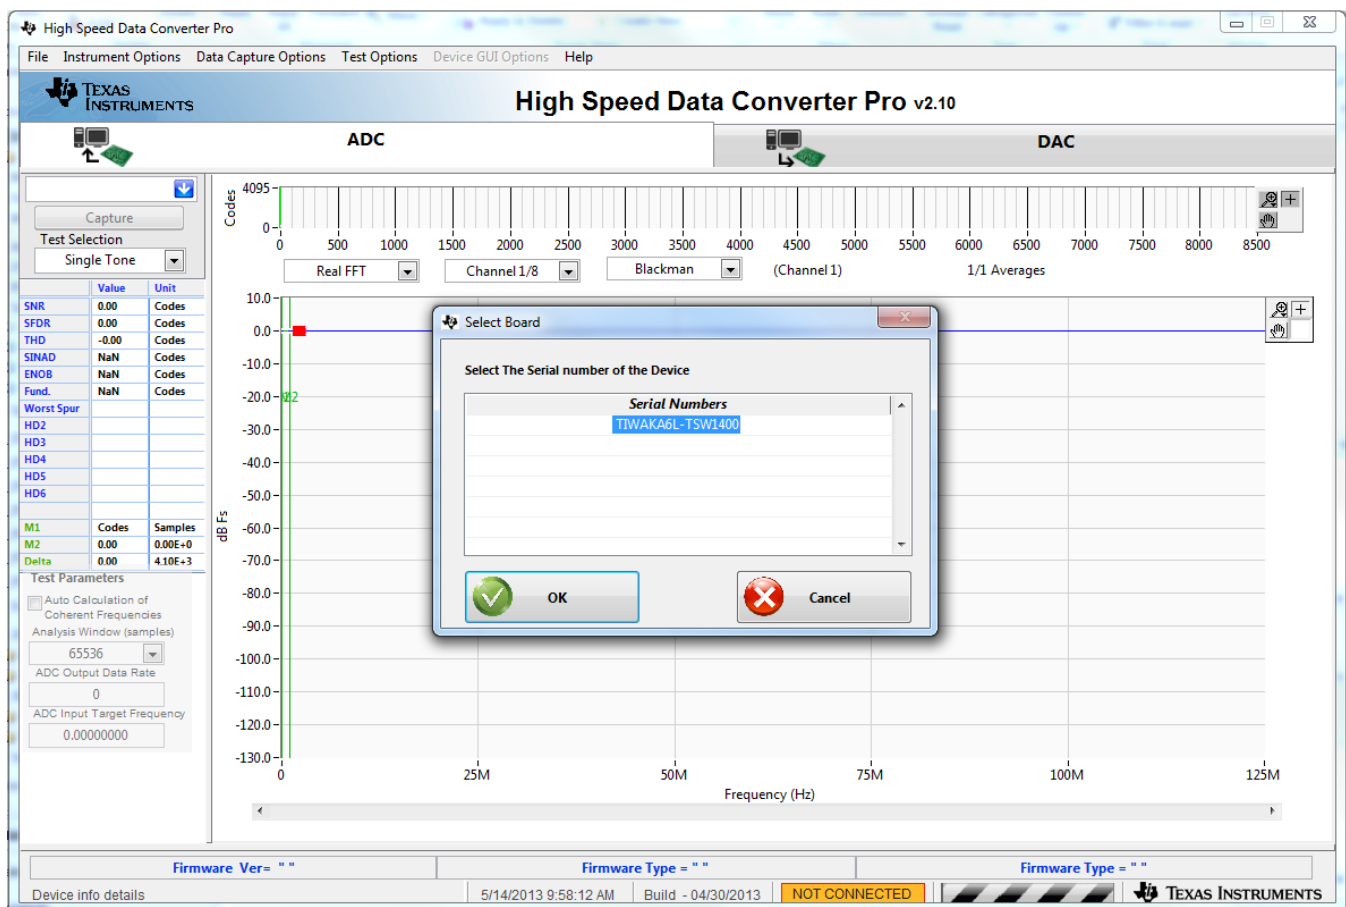 High Speed Data Converter Pro
File Instrument Options Data Capture Options Test Options Device GUI Options Help
TEXAS INSTRUMENTS
High Speed Data Converter Pro v2.10
ADC
DAC
Capture
Test Selection
Single Tone
Value Unit
SNR 0.00 Codes
SFDR 0.00 Codes
THD -0.00 Codes
SINAD NaN Codes
ENOB NaN Codes
Fund. NaN Codes
Worst Spur
HD2
HD3
HD4
HD5
HD6
M1 Codes Samples
M2 0.00 0.00E+0
Delta 0.00 4.10E+3
Test Parameters
Auto Calculation of
Coherent Frequencies
Analysis Window (samples)
65536
ADC Output Data Rate
0
ADC Input Target Frequency
0.00000000
Codes
4095
0
0 500 1000 1500 2000 2500 3000 3500 4000 4500 5000 5500 6000 6500 7000 7500 8000 8500
Real FFT Channel 1/8 Blackman (Channel 1) 1/1 Averages
dB Fs
10.0
0.0
-10.0
-20.0
-30.0
-40.0
-50.0
-60.0
-70.0
-80.0
-90.0
-100.0
-110.0
-120.0
-130.0
0 25M 50M 75M 100M 125M
Frequency (Hz)
Select Board
Select The Serial number of the Device
Serial Numbers
TIWAKA6L-TSW1400
OK
Cancel
Firmware Ver= " " Firmware Type = " " Firmware Type = " "
Device info details 5/14/2013 9:58:12 AM Build - 04/30/2013 NOT CONNECTED TEXAS INSTRUMENTS